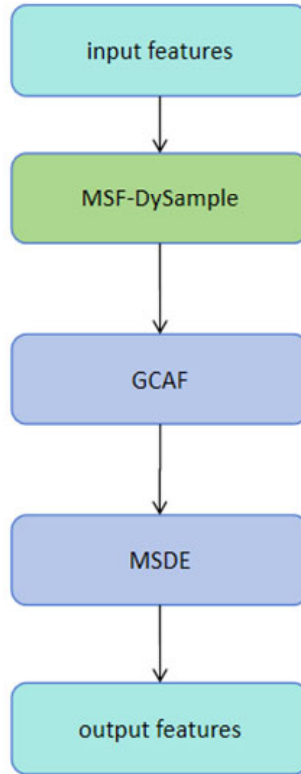 input features
MSF-DySample
GCAF
MSDE
output features